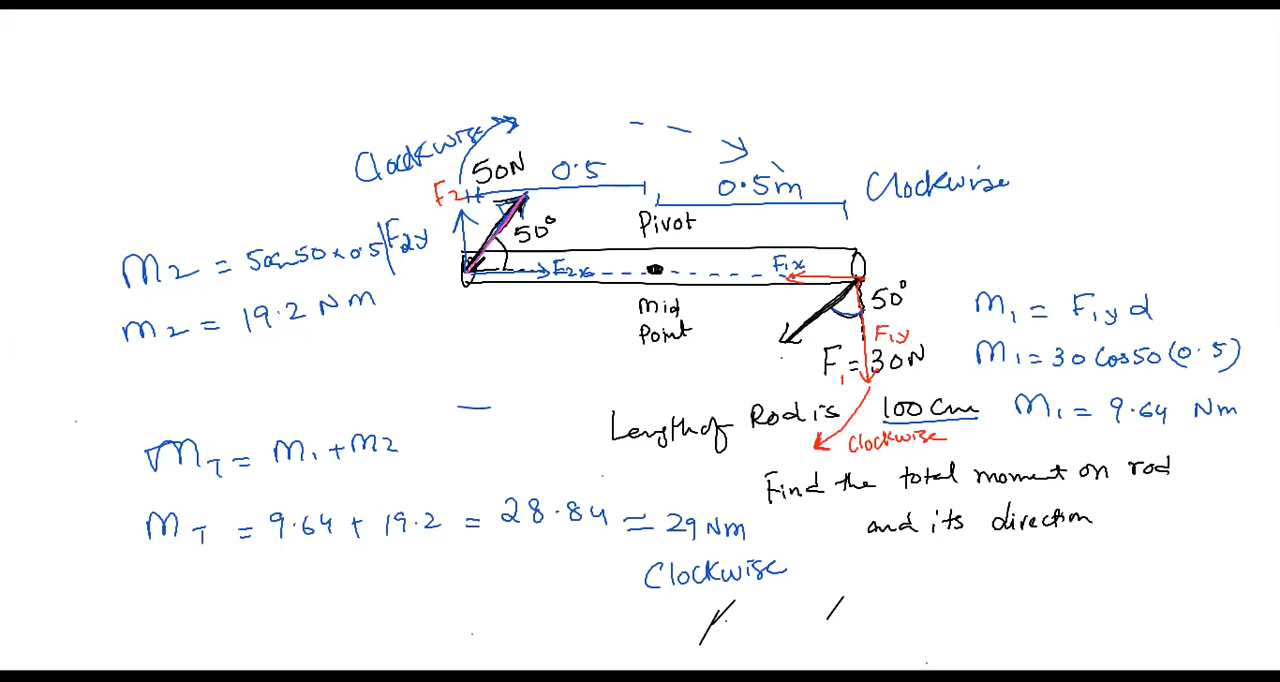 Clockwise
50N
0.5
0.5m
Clockwise
50°
Pivot
F2y
M2 = 50sin50 × 0.5
M2 = 19.2 Nm
F2x
F1x
Mid
Point
50°
F1y
F1 = 30N
M1 = F1y d
M1 = 30 Cos50 (0.5)
M1 = 9.64 Nm
Length of Rod is 100 cm
Clockwise
Find the total moment on rod
and its direction
MT = M1 + M2
MT = 9.64 + 19.2 = 28.84 ≃ 29 Nm
Clockwise